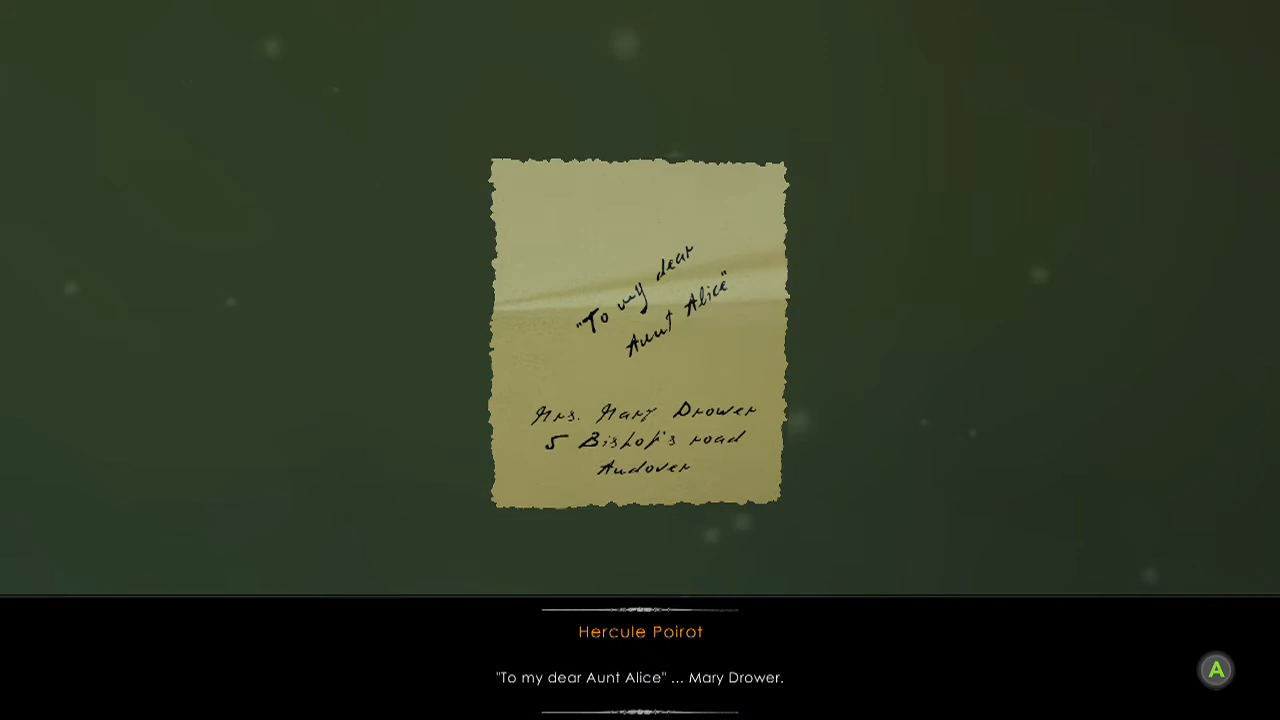 "To my dear
Aunt Alice"
Mrs. Mary Drower
5 Bishop's road
Andover
Hercule Poirot
"To my dear Aunt Alice" ... Mary Drower.
A